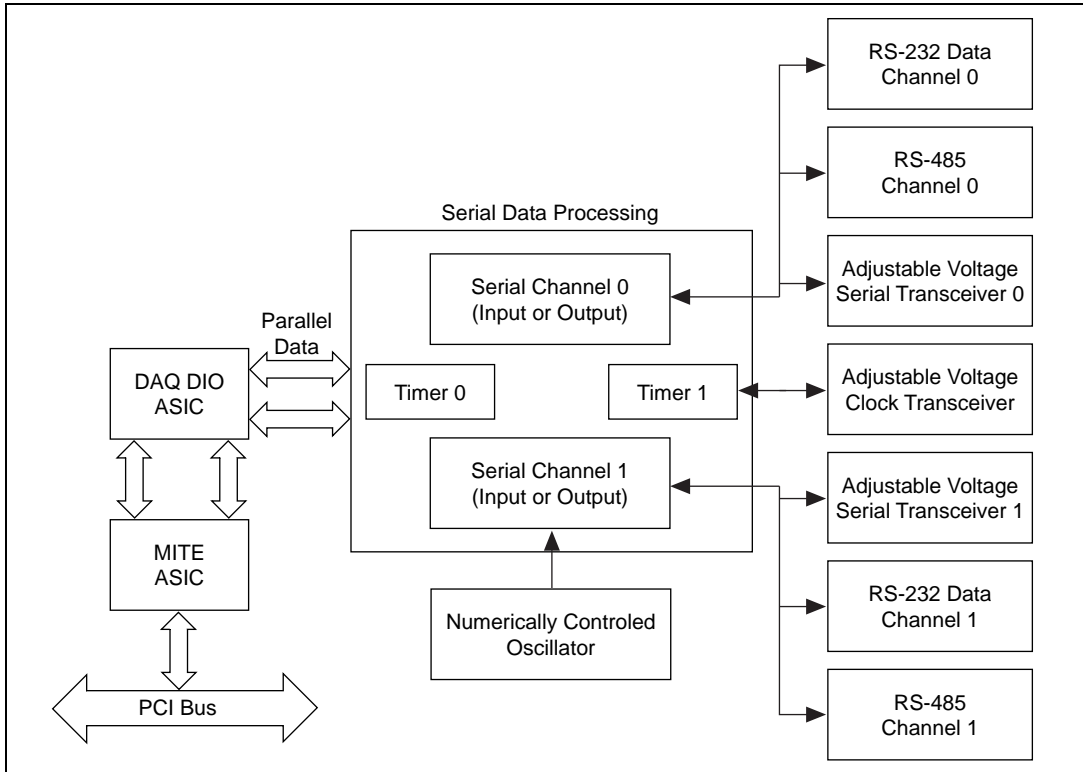 RS-232 Data
Channel 0
RS-485
Channel 0
Serial Data Processing
Adjustable Voltage
Serial Transceiver 0
Serial Channel 0
(Input or Output)
Parallel
Data
DAQ DIO
ASIC
Timer 0
Timer 1
Adjustable Voltage
Clock Transceiver
Serial Channel 1
(Input or Output)
Adjustable Voltage
Serial Transceiver 1
MITE
ASIC
Numerically Controled
Oscillator
RS-232 Data
Channel 1
PCI Bus
RS-485
Channel 1